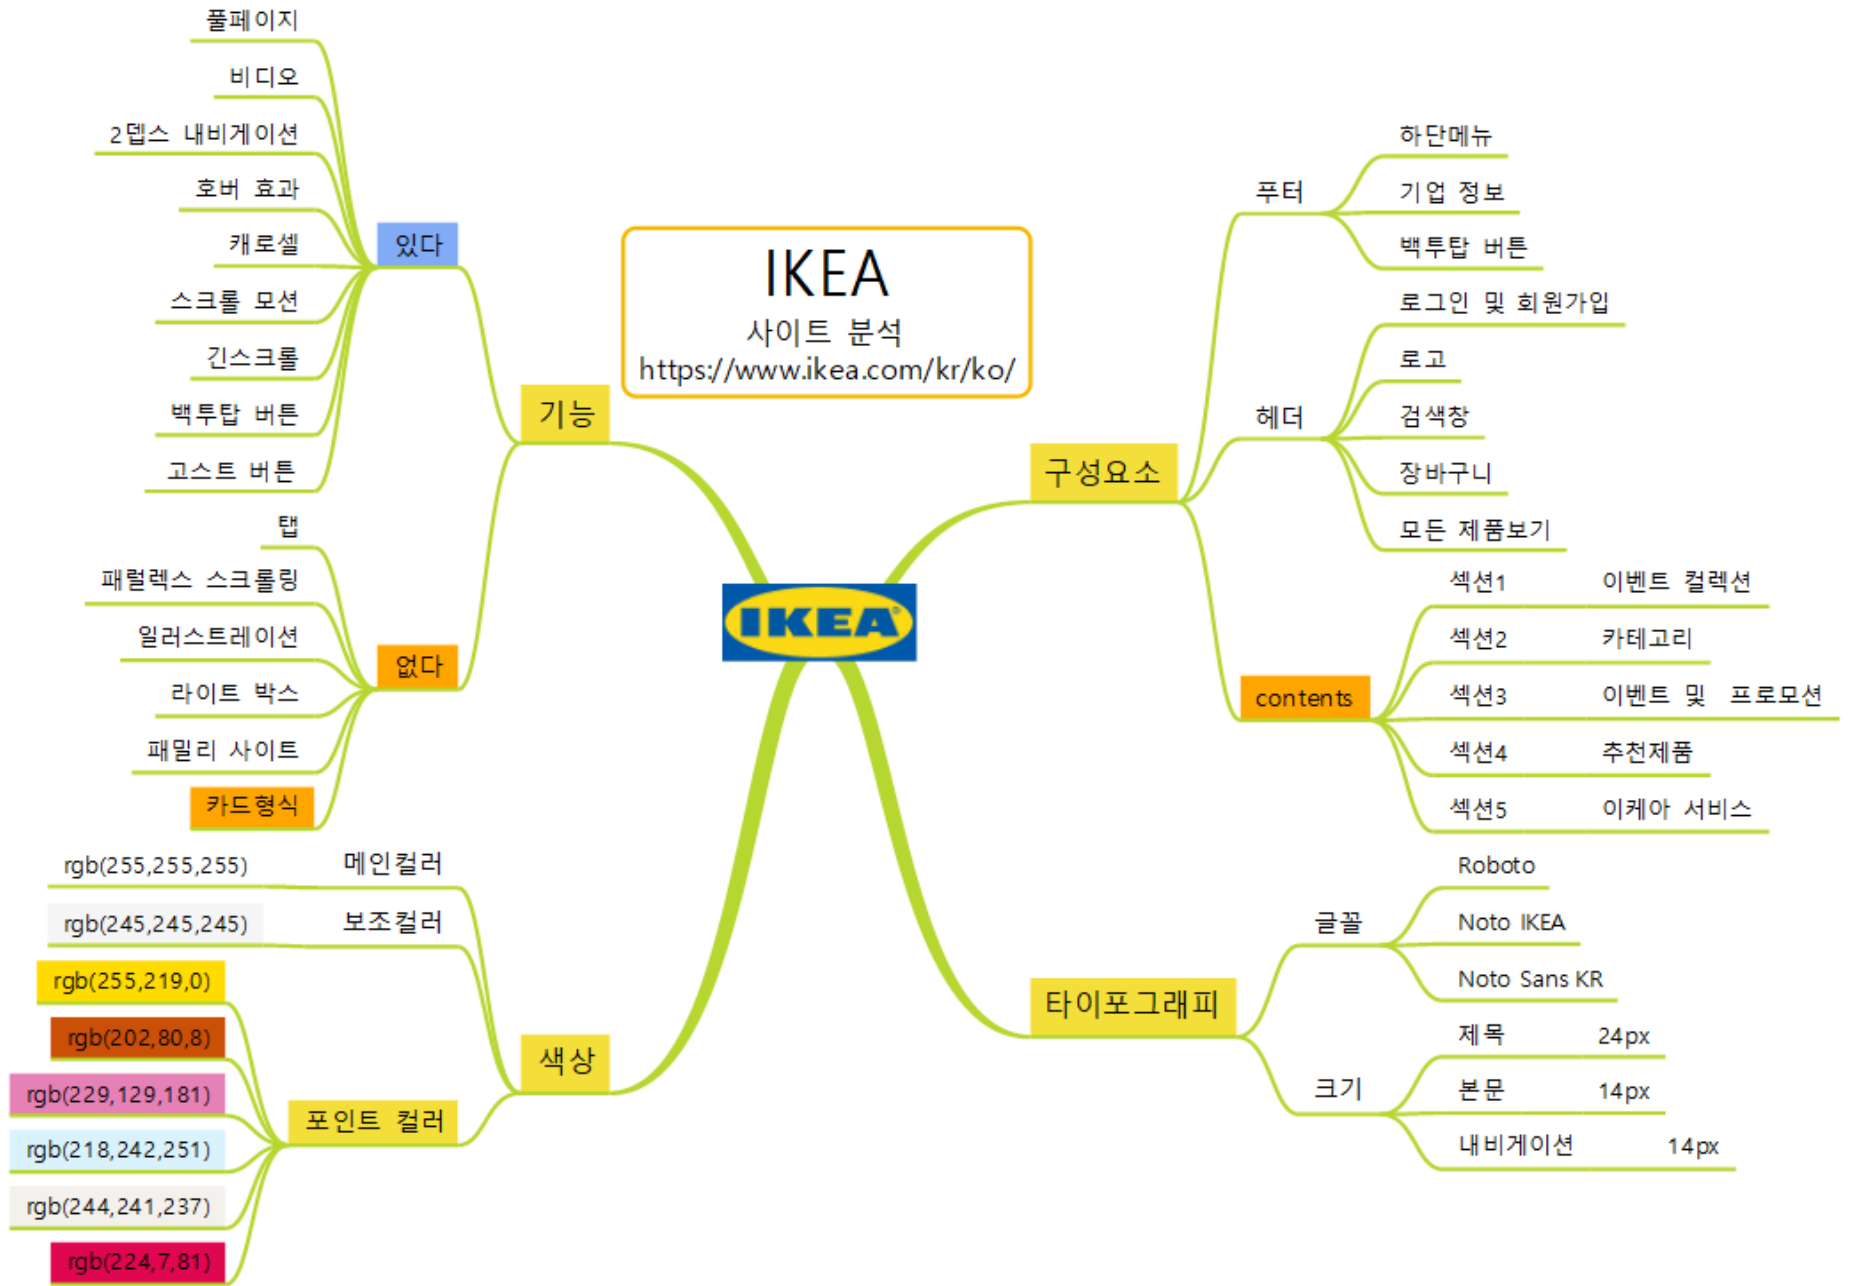 IKEA
사이트 분석
https://www.ikea.com/kr/ko/
IKEA
기능
있다
풀페이지
비디오
2뎁스 내비게이션
호버 효과
캐로셀
스크롤 모션
긴스크롤
백투탑 버튼
고스트 버튼
없다
탭
패럴렉스 스크롤링
일러스트레이션
라이트 박스
패밀리 사이트
카드형식
색상
메인컬러
rgb(255,255,255)
보조컬러
rgb(245,245,245)
포인트 컬러
rgb(255,219,0)
rgb(202,80,8)
rgb(229,129,181)
rgb(218,242,251)
rgb(244,241,237)
rgb(224,7,81)
구성요소
푸터
하단메뉴
기업 정보
백투탑 버튼
헤더
로그인 및 회원가입
로고
검색창
장바구니
모든 제품보기
contents
섹션1 이벤트 컬렉션
섹션2 카테고리
섹션3 이벤트 및 프로모션
섹션4 추천제품
섹션5 이케아 서비스
타이포그래피
글꼴
Roboto
Noto IKEA
Noto Sans KR
크기
제목 24px
본문 14px
내비게이션 14px